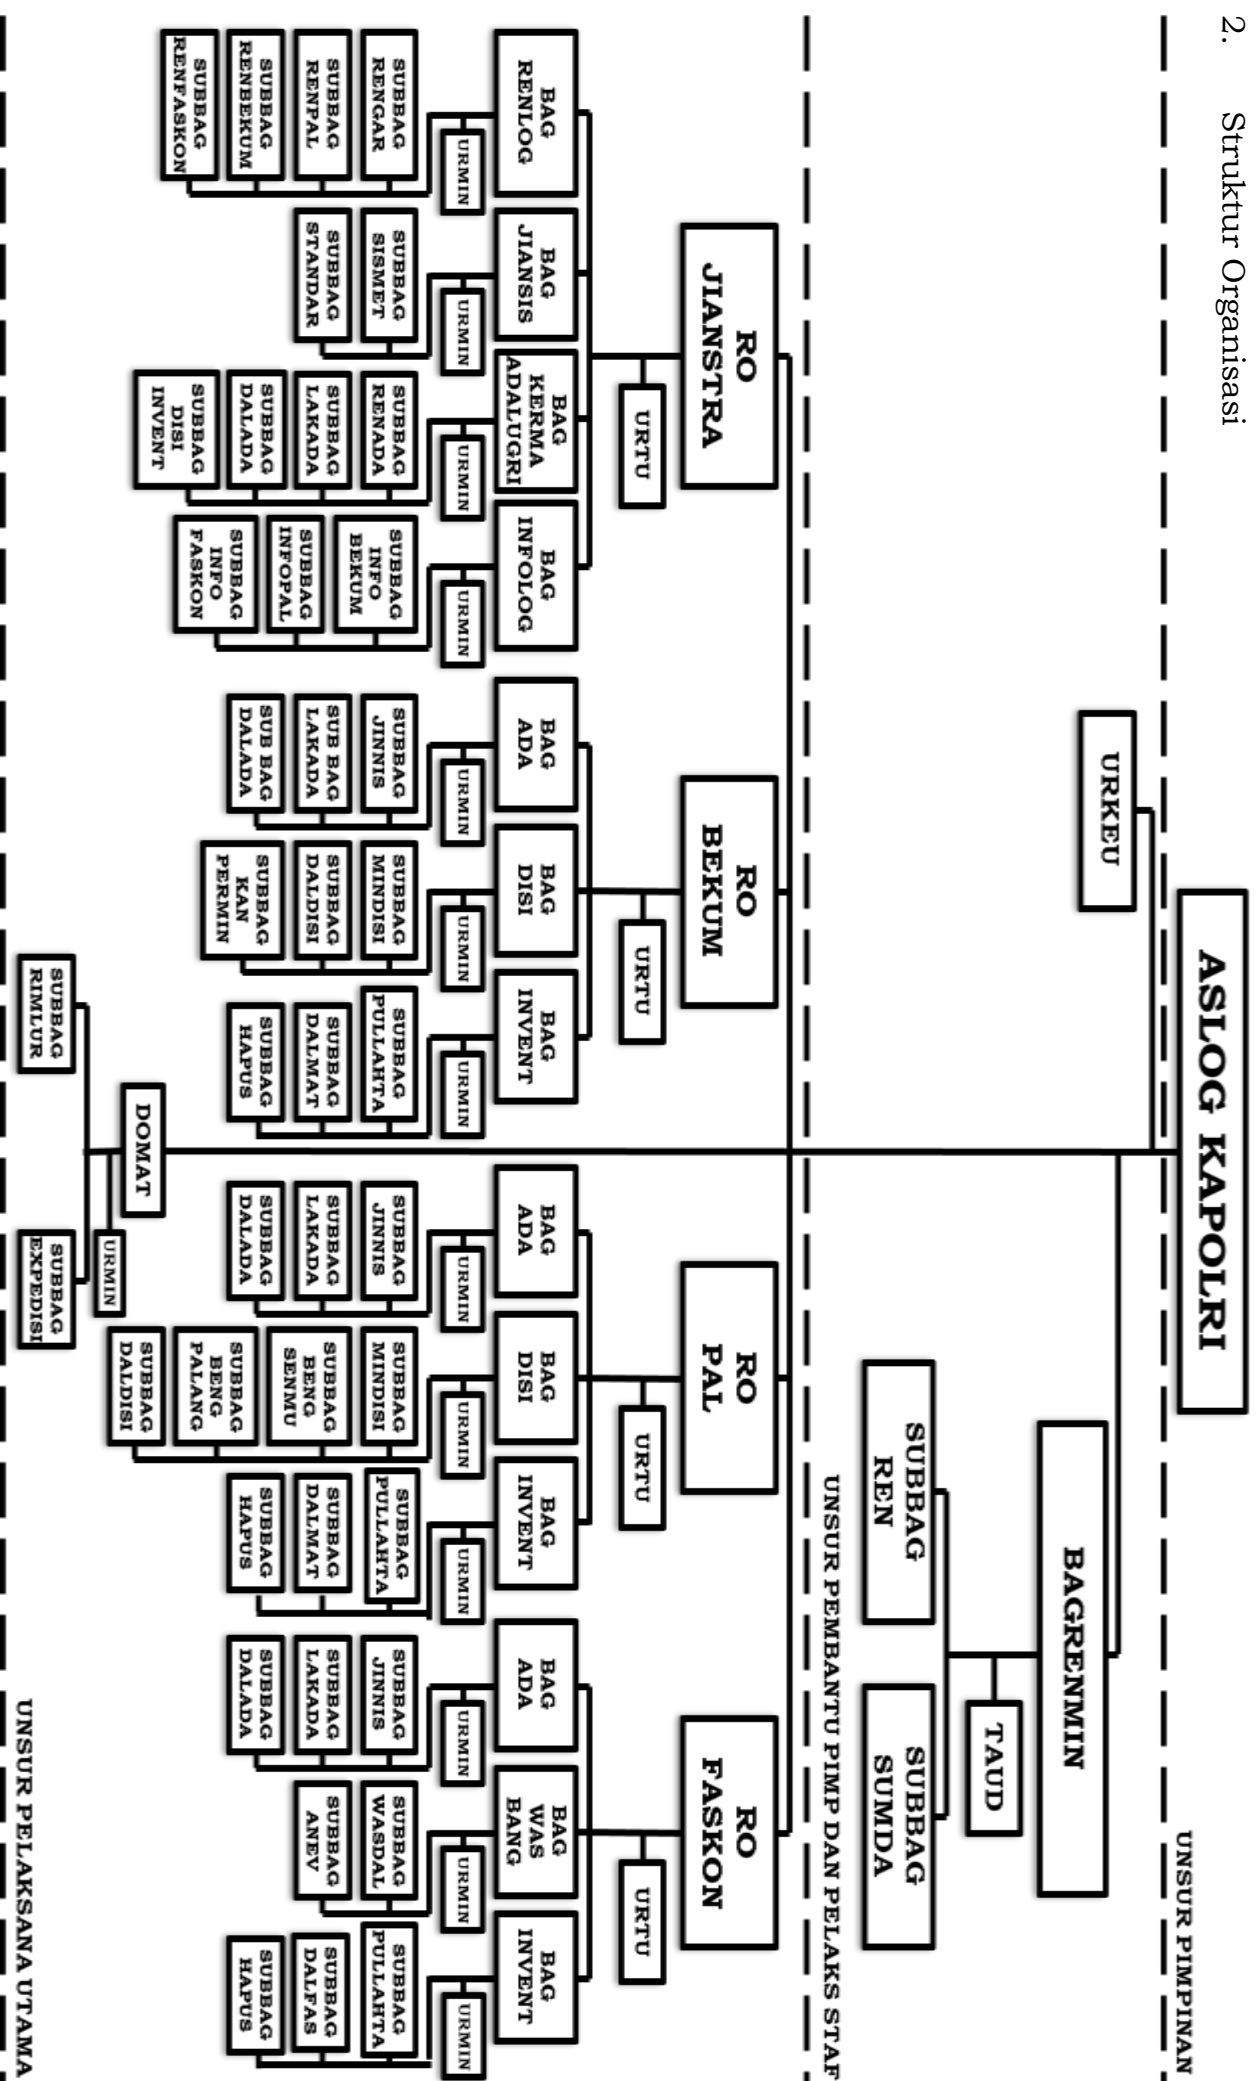 2. Struktur Organisasi
ASLOG KAPOLRI
UNSUR PIMPINAN
URKEU
BAGRENMIN
TAUD
SUBBAG
REN
SUBBAG
SUMDA
UNSUR PEMBANTU PIMP DAN PELAKS STAF
RO
JIANSTRA
RO
BEKUM
RO
PAL
RO
FASKON
URTU
URTU
URTU
URTU
BAG
RENLOG
BAG
JIANSIS
BAG
KERMA
ADALUGRI
BAG
INFOLOG
BAG
ADA
BAG
DISI
BAG
INVENT
BAG
ADA
BAG
DISI
BAG
INVENT
BAG
ADA
BAG
WAS
BANG
BAG
INVENT
URMIN
URMIN
URMIN
URMIN
URMIN
URMIN
URMIN
URMIN
URMIN
URMIN
URMIN
URMIN
URMIN
SUBBAG
RENGAR
SUBBAG
RENPAL
SUBBAG
RENBEKUM
SUBBAG
RENFASKON
SUBBAG
SISMET
SUBBAG
STANDAR
SUBBAG
RENADA
SUBBAG
LAKADA
SUBBAG
DALADA
SUBBAG
DISI
INVENT
SUBBAG
INFO
BEKUM
SUBBAG
INFOPAL
SUBBAG
INFO
FASKON
SUBBAG
JINNIS
SUB BAG
LAKADA
SUB BAG
DALADA
SUBBAG
MINDISI
SUBBAG
DALDISI
SUBBAG
KAN
PERMIN
SUBBAG
PULLAHTA
SUBBAG
DALMAT
SUBBAG
HAPUS
SUBBAG
JINNIS
SUBBAG
LAKADA
SUBBAG
DALADA
SUBBAG
MINDISI
SUBBAG
BENG
SENMU
SUBBAG
BENG
PALANG
SUBBAG
DALDISI
SUBBAG
PULLAHTA
SUBBAG
DALMAT
SUBBAG
HAPUS
SUBBAG
JINNIS
SUBBAG
LAKADA
SUBBAG
DALADA
SUBBAG
WASDAL
SUBBAG
ANEV
SUBBAG
PULLAHTA
SUBBAG
DALFAS
SUBBAG
HAPUS
DOMAT
URMIN
SUBBAG
RIMLUR
SUBBAG
EXPEDISI
UNSUR PELAKSANA UTAMA